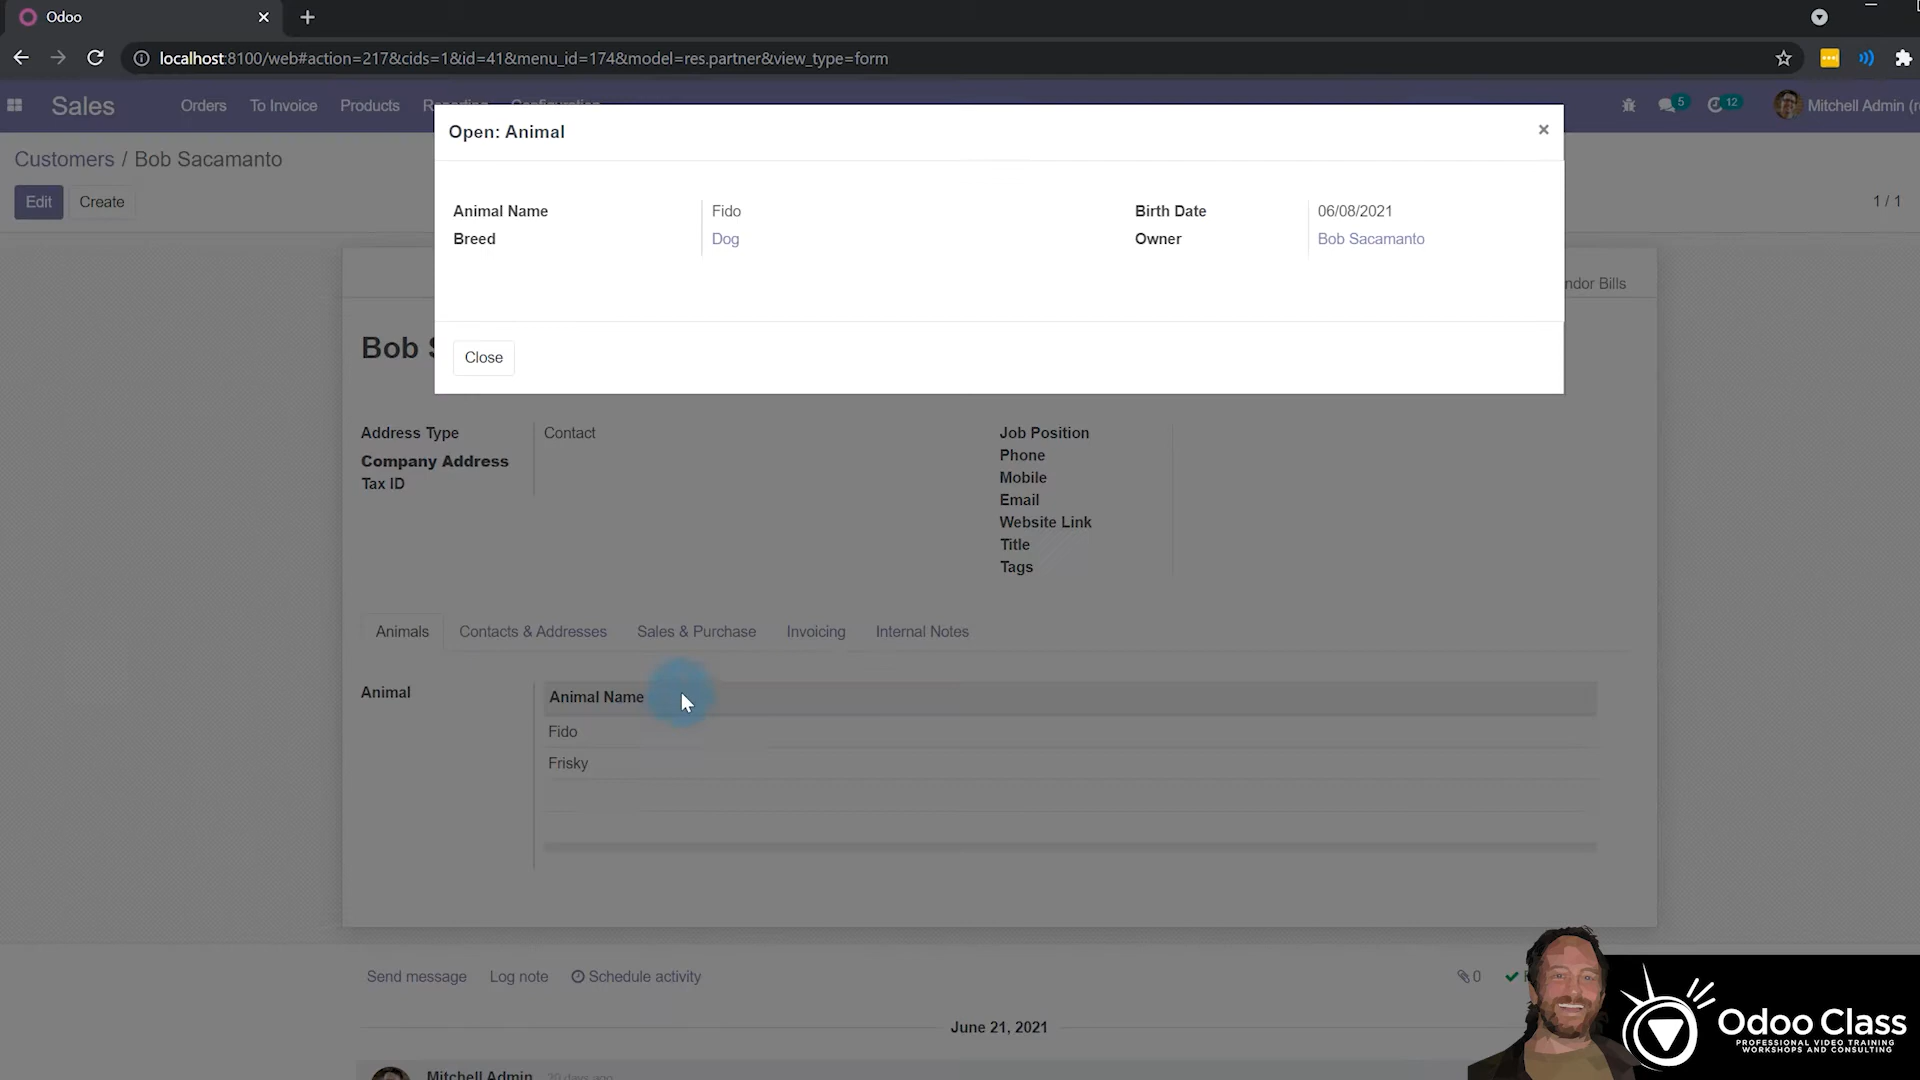 Odoo
localhost:8100/web#action=217&cids=1&id=41&menu_id=174&model=res.partner&view_type=form
Sales
Orders
To Invoice
Products
5
12
Mitchell Admin (r
Open: Animal
Customers / Bob Sacamanto
Edit
Create
1 / 1
Animal Name
Fido
Birth Date
06/08/2021
Breed
Dog
Owner
Bob Sacamanto
ndor Bills
Bob
Close
Address Type
Contact
Job Position
Company Address
Phone
Tax ID
Mobile
Email
Website Link
Title
Tags
Animals
Contacts & Addresses
Sales & Purchase
Invoicing
Internal Notes
Animal
Animal Name
Fido
Frisky
Send message
Log note
Schedule activity
0
June 21, 2021
Mitchell Admin
20 days ago
Odoo Class
PROFESSIONAL VIDEO TRAINING
WORKSHOPS AND CONSULTING